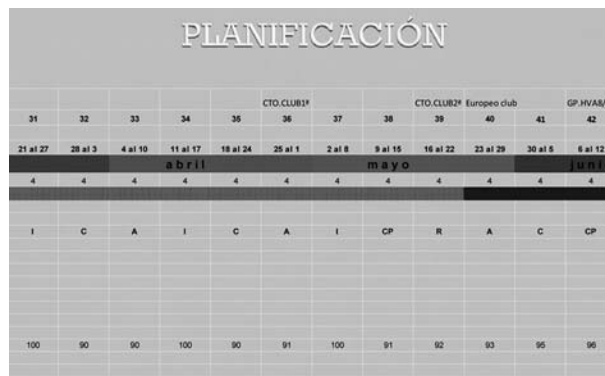 PLANIFICACIÓN
CTO.CLUB1ª CTO.CLUB2ª Europeo club GP.HVA8/
31 32 33 34 35 36 37 38 39 40 41 42
21 al 27 28 al 3 4 al 10 11 al 17 18 al 24 25 al 1 2 al 8 9 al 15 16 al 22 23 al 29 30 al 5 6 al 12
abril mayo juni
4 4 4 4 4 4 4 4 4 4 4 4
I C A I C A I CP R A C CP
100 90 90 100 90 91 100 91 92 93 95 96